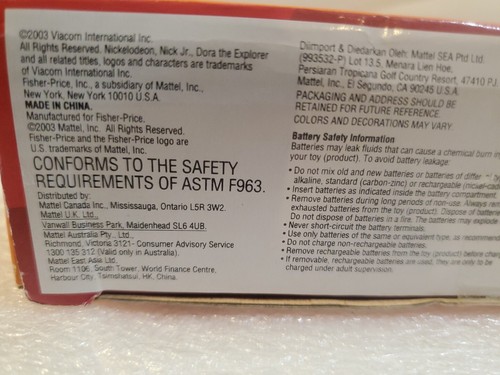 ©2003 Viacom International Inc.
All Rights Reserved. Nickelodeon, Nick Jr., Dora the Explorer
and all related titles, logos and characters are trademarks
of Viacom International Inc.
Fisher-Price, Inc., a subsidiary of Mattel, Inc.,
New York, New York 10010 U.S.A.
MADE IN CHINA.
Manufactured for Fisher-Price.
©2003 Mattel, Inc. All Rights Reserved.
Fisher-Price and the Fisher-Price logo are
U.S. trademarks of Mattel, Inc.
CONFORMS TO THE SAFETY
REQUIREMENTS OF ASTM F963.
Distributed by:
Mattel Canada Inc., Mississauga, Ontario L5R 3W2.
Mattel U.K. Ltd.,
Vanwall Business Park, Maidenhead SL6 4UB.
Mattel Australia Pty., Ltd.,
Richmond, Victoria 3121 - Consumer Advisory Service
1300 135 312 (Valid only in Australia).
Mattel East Asia Ltd.
Room 1106, South Tower, World Finance Centre,
Harbour City, Tsimshatsui, HK, China.
Diimport & Diedarkan Oleh: Mattel SEA Ptd Ltd.
(993532-P) Lot 13.5, Menara Lien Hoe,
Persiaran Tropicana Golf Country Resort, 47410 PJ.
Mattel, Inc., El Segundo, CA 90245 U.S.A.
PACKAGING AND ADDRESS SHOULD BE
RETAINED FOR FUTURE REFERENCE.
COLORS AND DECORATIONS MAY VARY
Battery Safety Information
Batteries may leak fluids that can cause a chemical burn in
your toy (product). To avoid battery leakage:
• Do not mix old and new batteries or batteries of
alkaline, standard (carbon-zinc) or rechargeable
• Insert batteries as indicated inside the battery compartment.
• Remove batteries during long periods of non-use. Always
exhausted batteries from the toy (product). Dispose of
Do not dispose of batteries in a fire. The batteries may explode
• Never short-circuit the battery terminals.
• Use only batteries of the same or equivalent type, as
• Do not charge non-rechargeable batteries.
• Remove rechargeable batteries from the toy (product) before
• If removable, rechargeable batteries are used, they are only to be
charged under adult supervision.